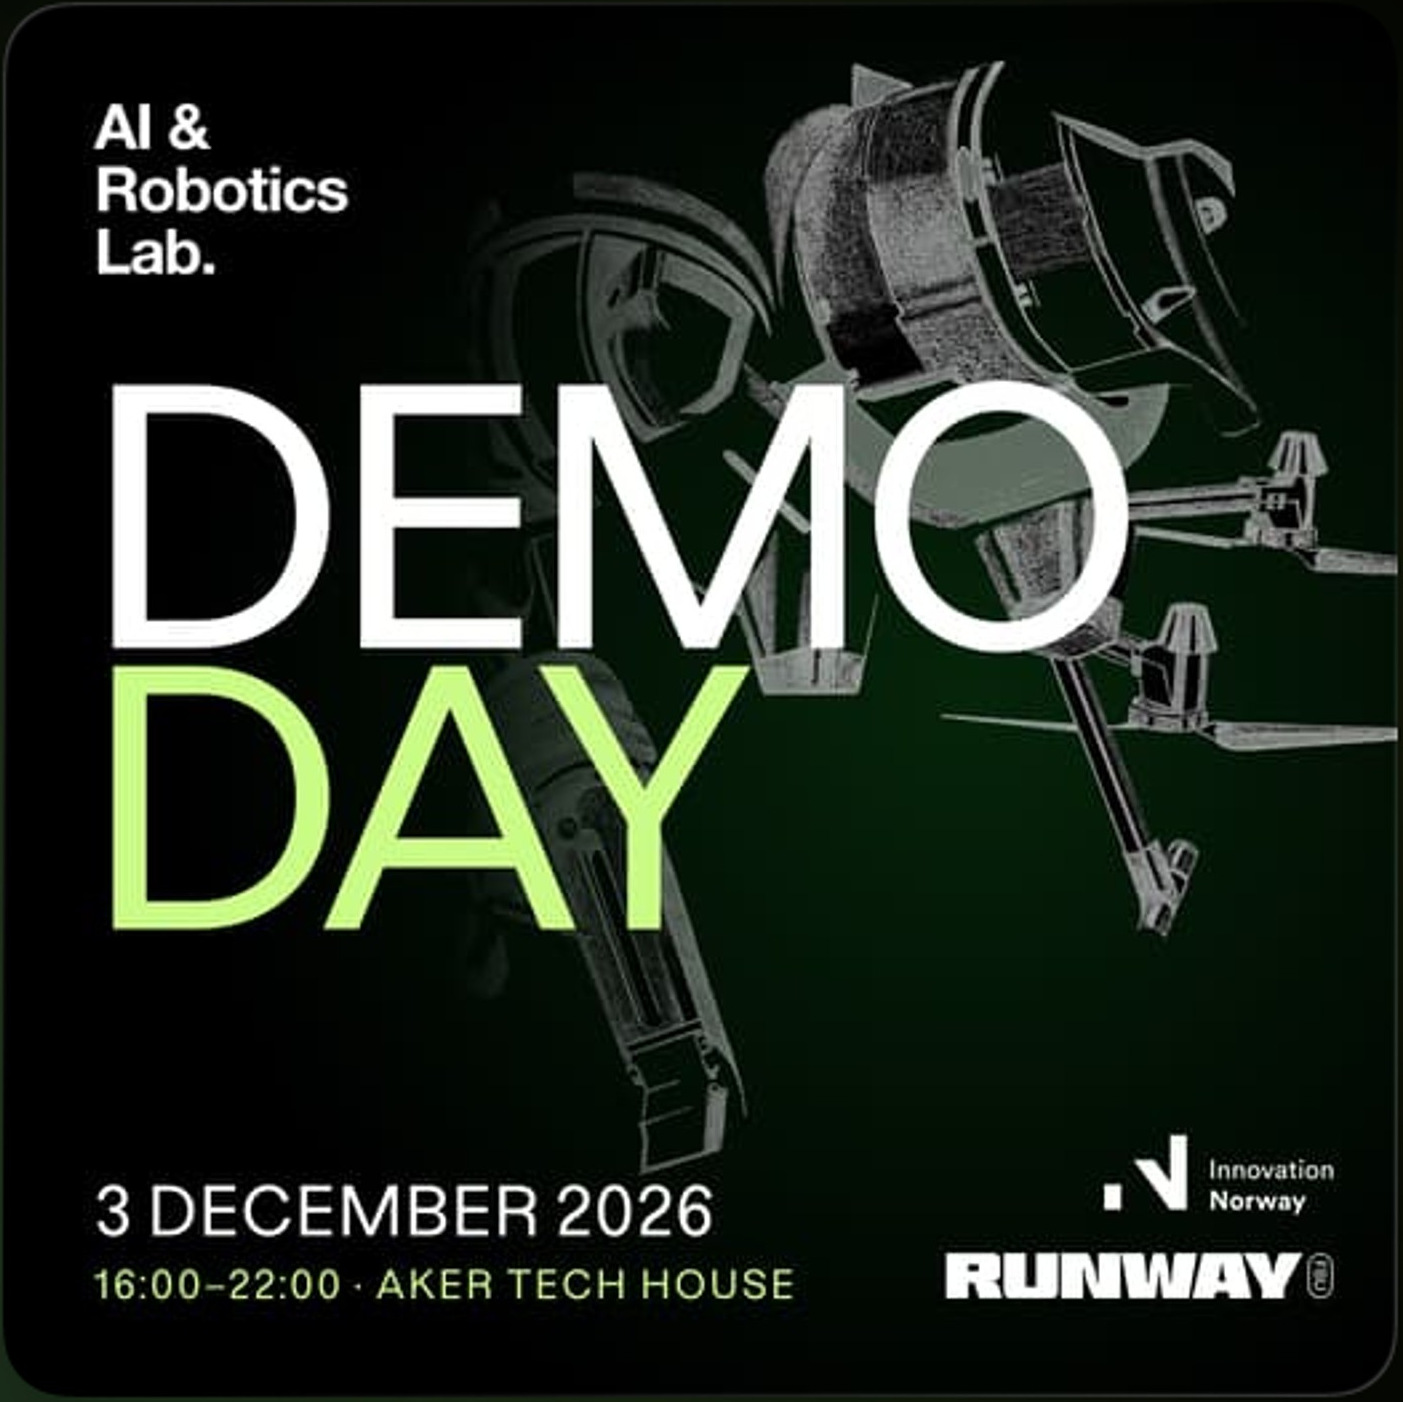 AI &
Robotics
Lab.
DEMO
DAY
3 DECEMBER 2026
16:00–22:00 · AKER TECH HOUSE
Innovation
Norway
RUNWAY